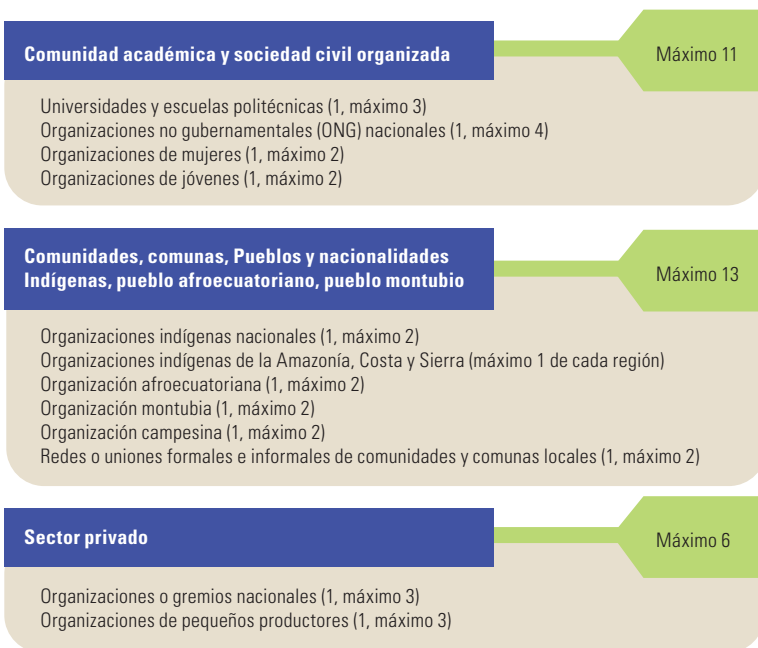 Comunidad académica y sociedad civil organizada
Máximo 11
Universidades y escuelas politécnicas (1, máximo 3)
Organizaciones no gubernamentales (ONG) nacionales (1, máximo 4)
Organizaciones de mujeres (1, máximo 2)
Organizaciones de jóvenes (1, máximo 2)
Comunidades, comunas, Pueblos y nacionalidades
Indígenas, pueblo afroecuatoriano, pueblo montubio
Máximo 13
Organizaciones indígenas nacionales (1, máximo 2)
Organizaciones indígenas de la Amazonía, Costa y Sierra (máximo 1 de cada región)
Organización afroecuatoriana (1, máximo 2)
Organización montubia (1, máximo 2)
Organización campesina (1, máximo 2)
Redes o uniones formales e informales de comunidades y comunas locales (1, máximo 2)
Sector privado
Máximo 6
Organizaciones o gremios nacionales (1, máximo 3)
Organizaciones de pequeños productores (1, máximo 3)